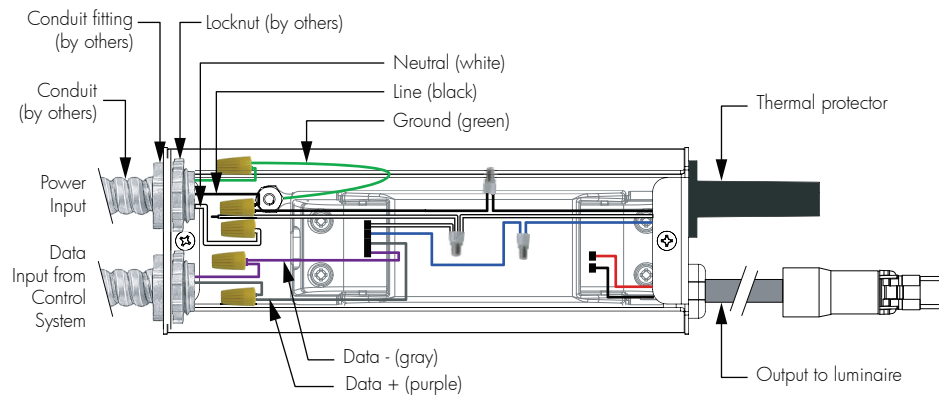 Conduit fitting
(by others)
Locknut (by others)
Neutral (white)
Conduit
(by others)
Line (black)
Thermal protector
Ground (green)
Power
Input
Data
Input from
Control
System
Data - (gray)
Data + (purple)
Output to luminaire